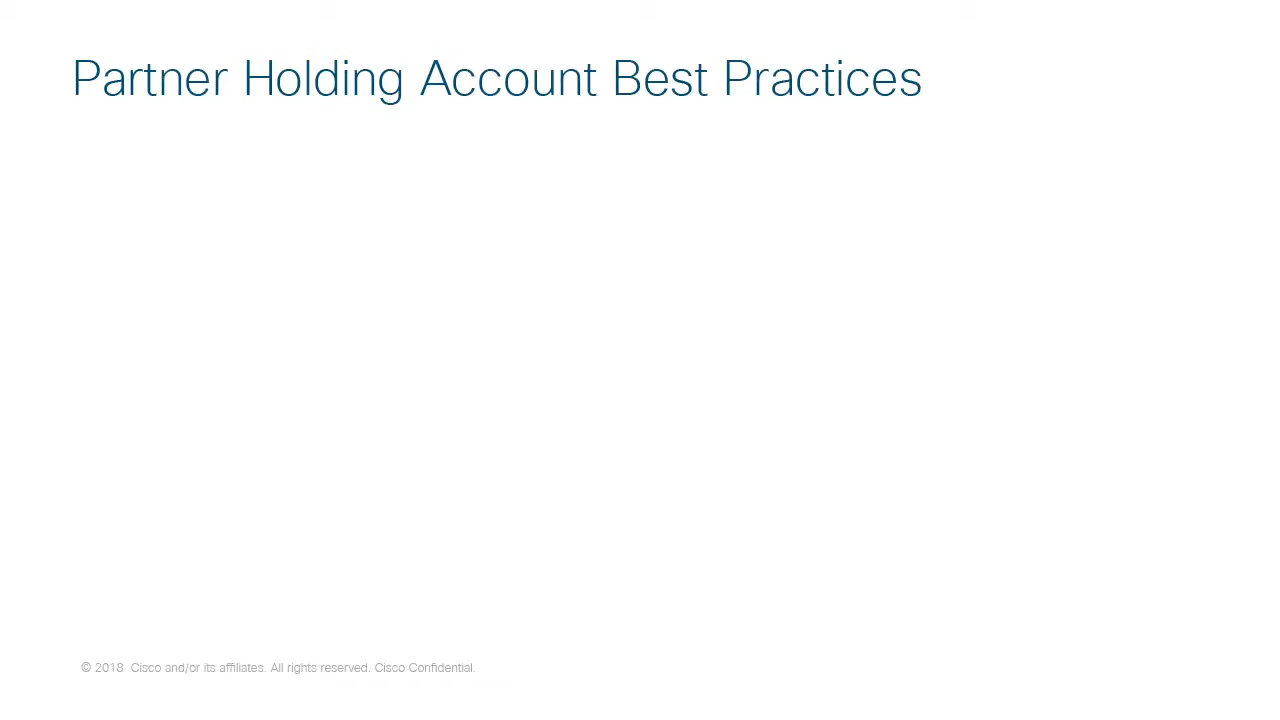 Partner Holding Account Best Practices
© 2018 Cisco and/or its affiliates. All rights reserved. Cisco Confidential.